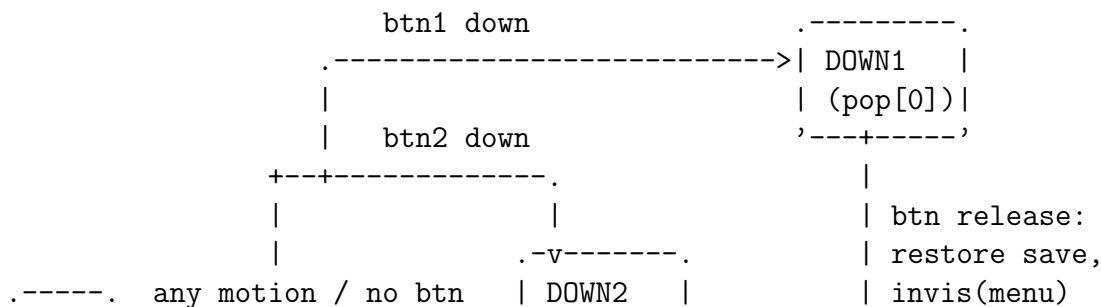 btn1 down .---------.
.--------------------------->| DOWN1 |
| | (pop[0])|
| btn2 down '---+-----'
+--+-------------. |
| | | btn release:
| .-v-------. | restore save,
.-----. any motion / no btn | DOWN2 | | invis(menu)